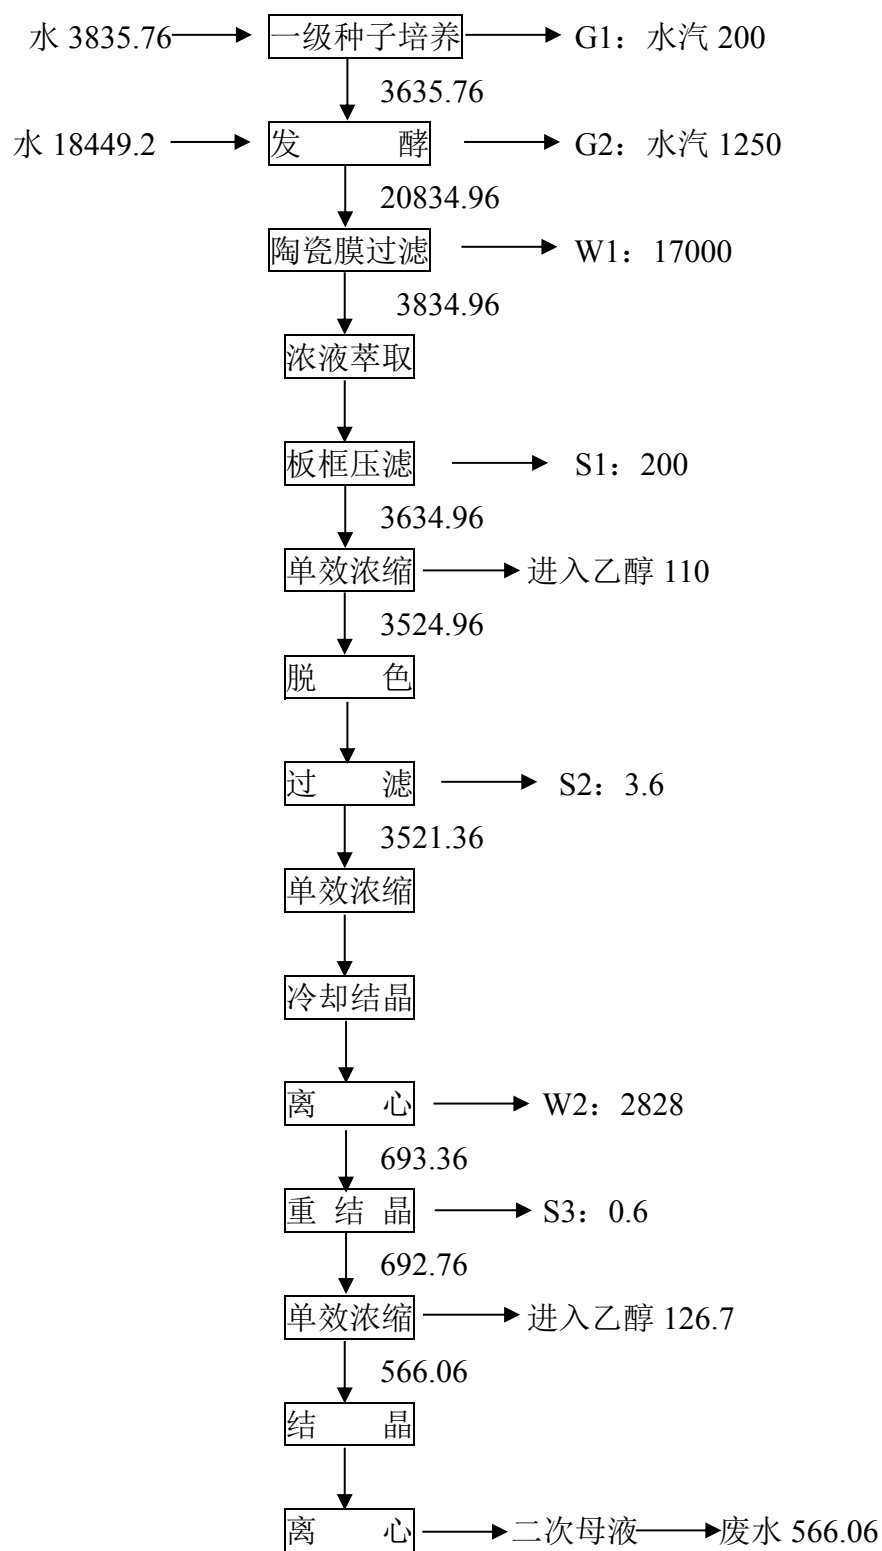 水 3835.76 一级种子培养 G1：水汽 200
3635.76
水 18449.2 发 酵 G2：水汽 1250
20834.96
陶瓷膜过滤 W1：17000
3834.96
浓液萃取
板框压滤 S1：200
3634.96
单效浓缩 进入乙醇 110
3524.96
脱 色
过 滤 S2：3.6
3521.36
单效浓缩
冷却结晶
离 心 W2：2828
693.36
重 结 晶 S3：0.6
692.76
单效浓缩 进入乙醇 126.7
566.06
结 晶
离 心 二次母液 废水 566.06